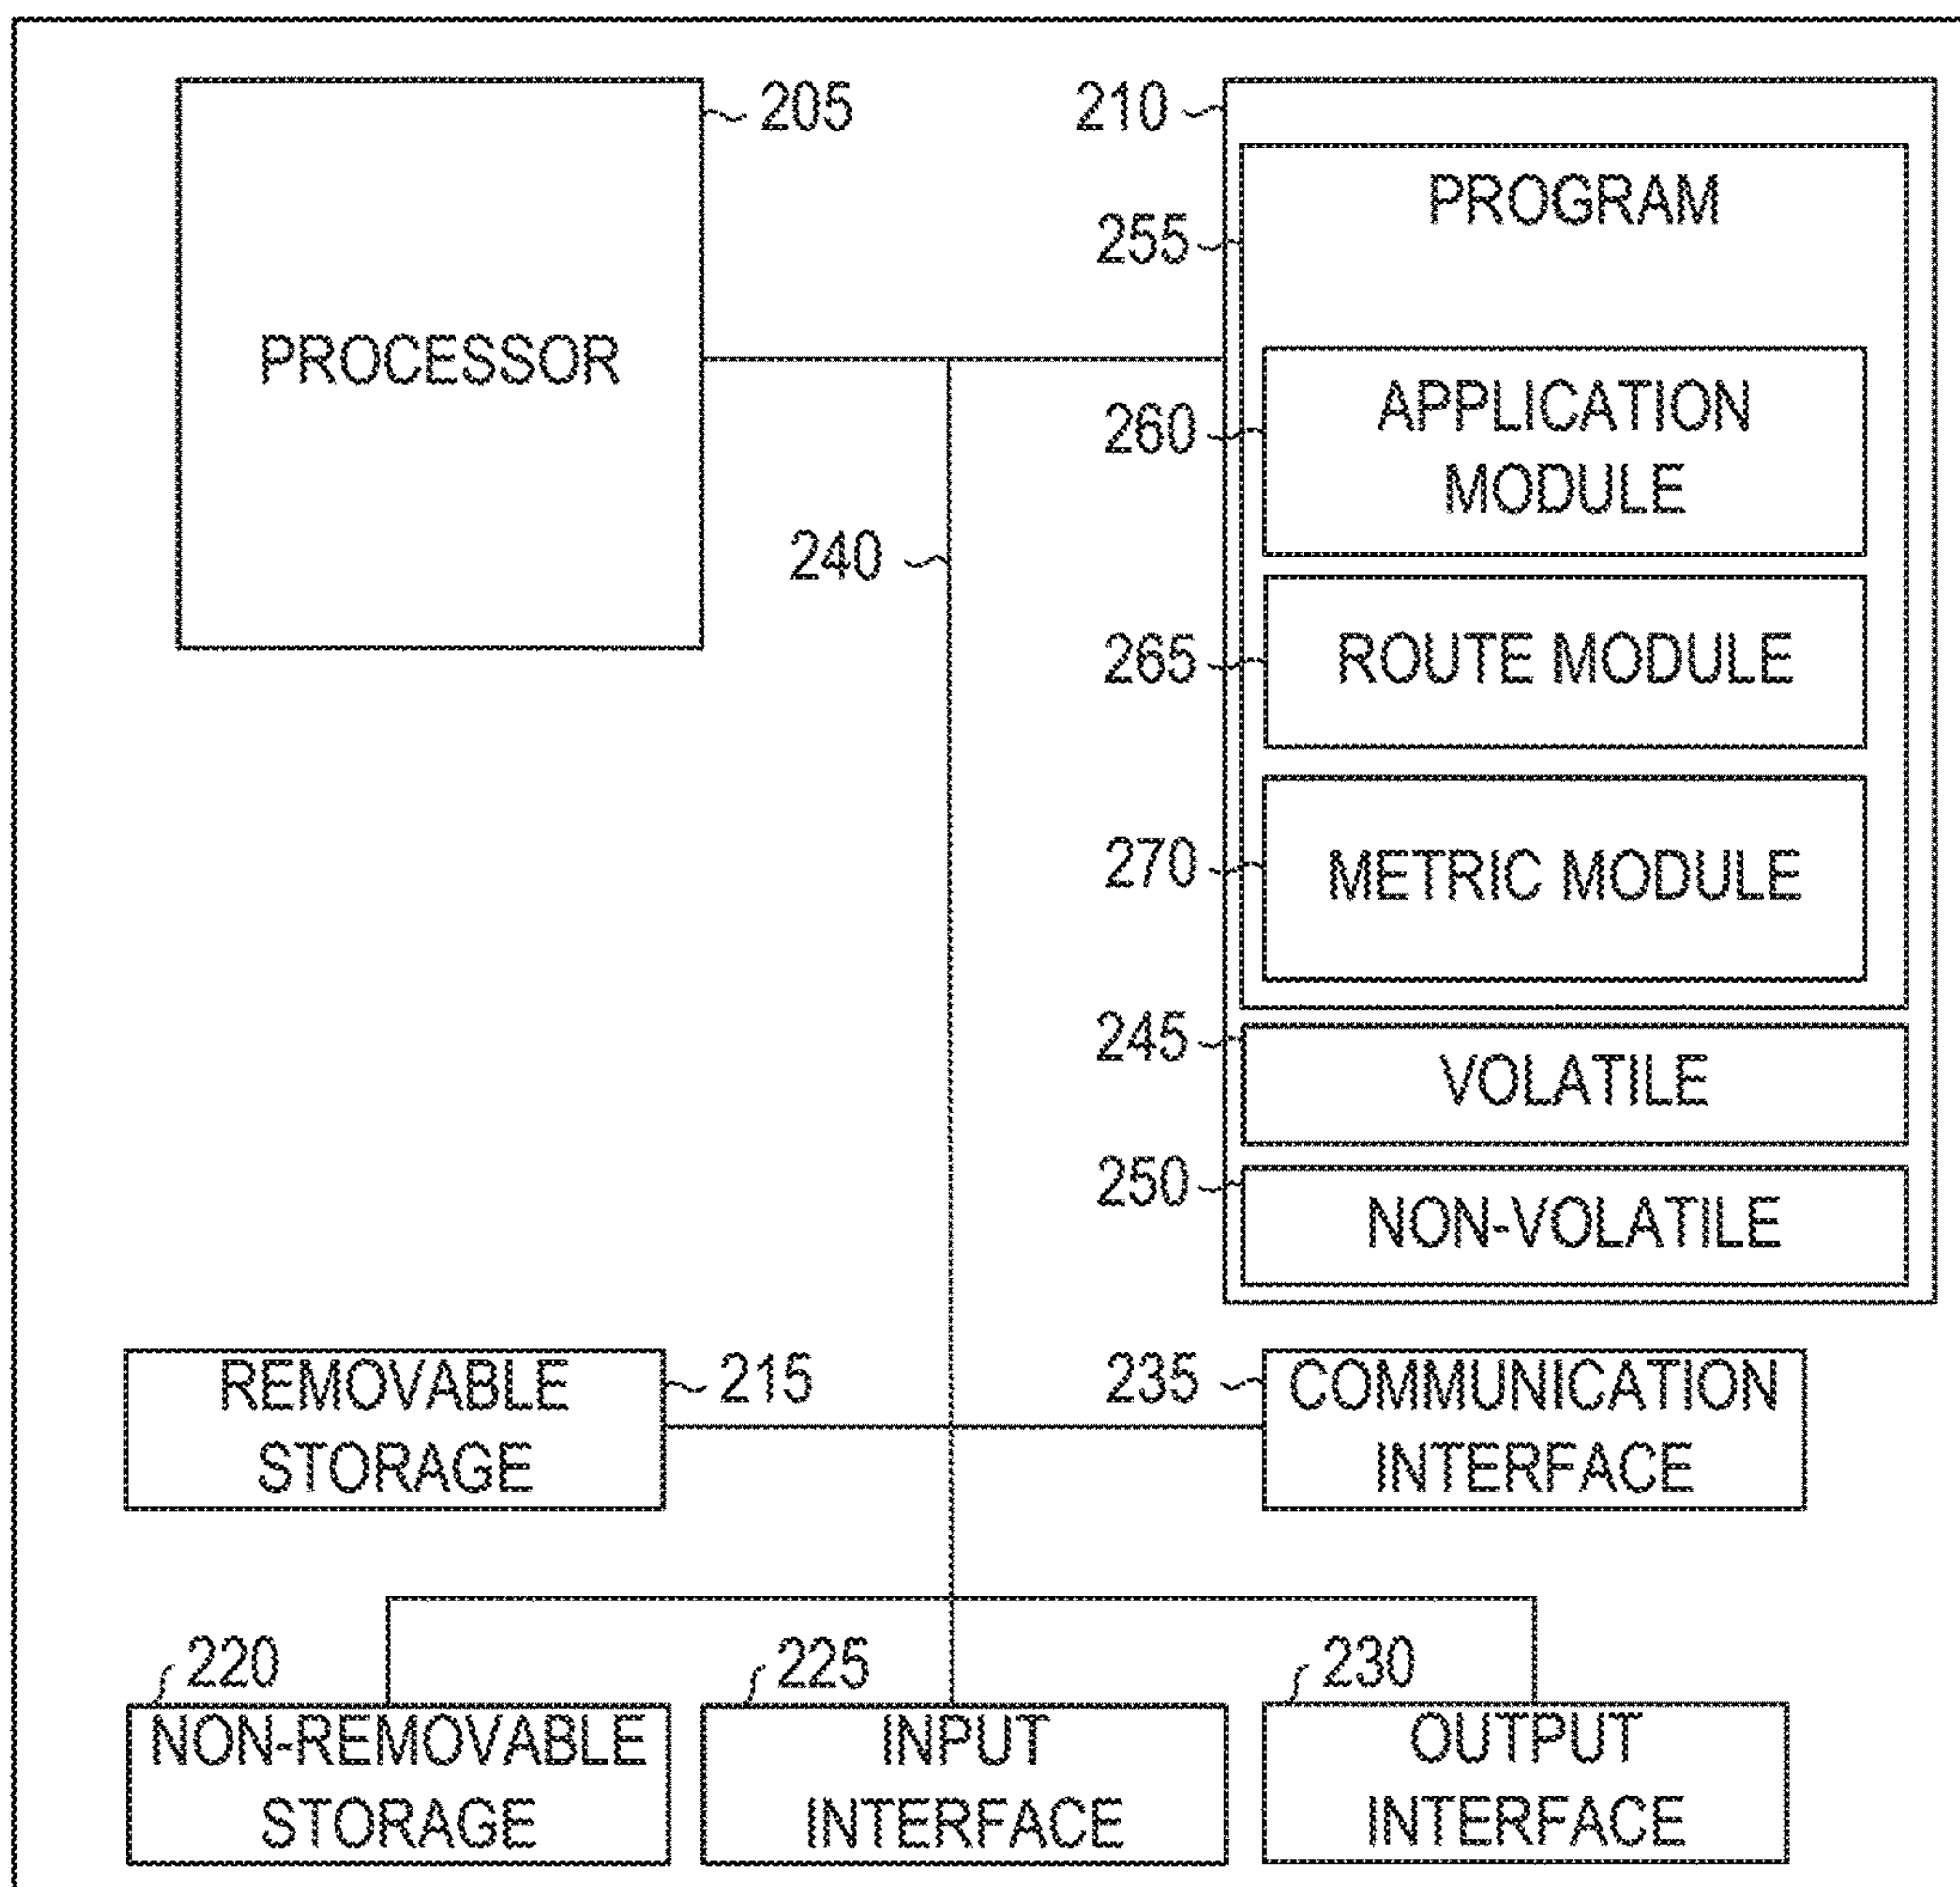 PROCESSOR
205
210
PROGRAM
255
APPLICATION
MODULE
260
240
265
ROUTE MODULE
270
METRIC MODULE
245
VOLATILE
250
NON-VOLATILE
REMOVABLE
STORAGE
215
235
COMMUNICATION
INTERFACE
220
NON-REMOVABLE
STORAGE
225
INPUT
INTERFACE
230
OUTPUT
INTERFACE